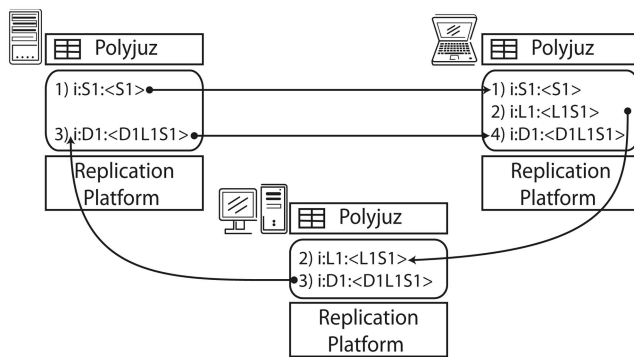 Polyjuz
1) i:S1:<S1>
3) i:D1:<D1L1S1>
Replication
Platform
Polyjuz
1) i:S1:<S1>
2) i:L1:<L1S1>
4) i:D1:<D1L1S1>
Replication
Platform
Polyjuz
2) i:L1:<L1S1>
3) i:D1:<D1L1S1>
Replication
Platform